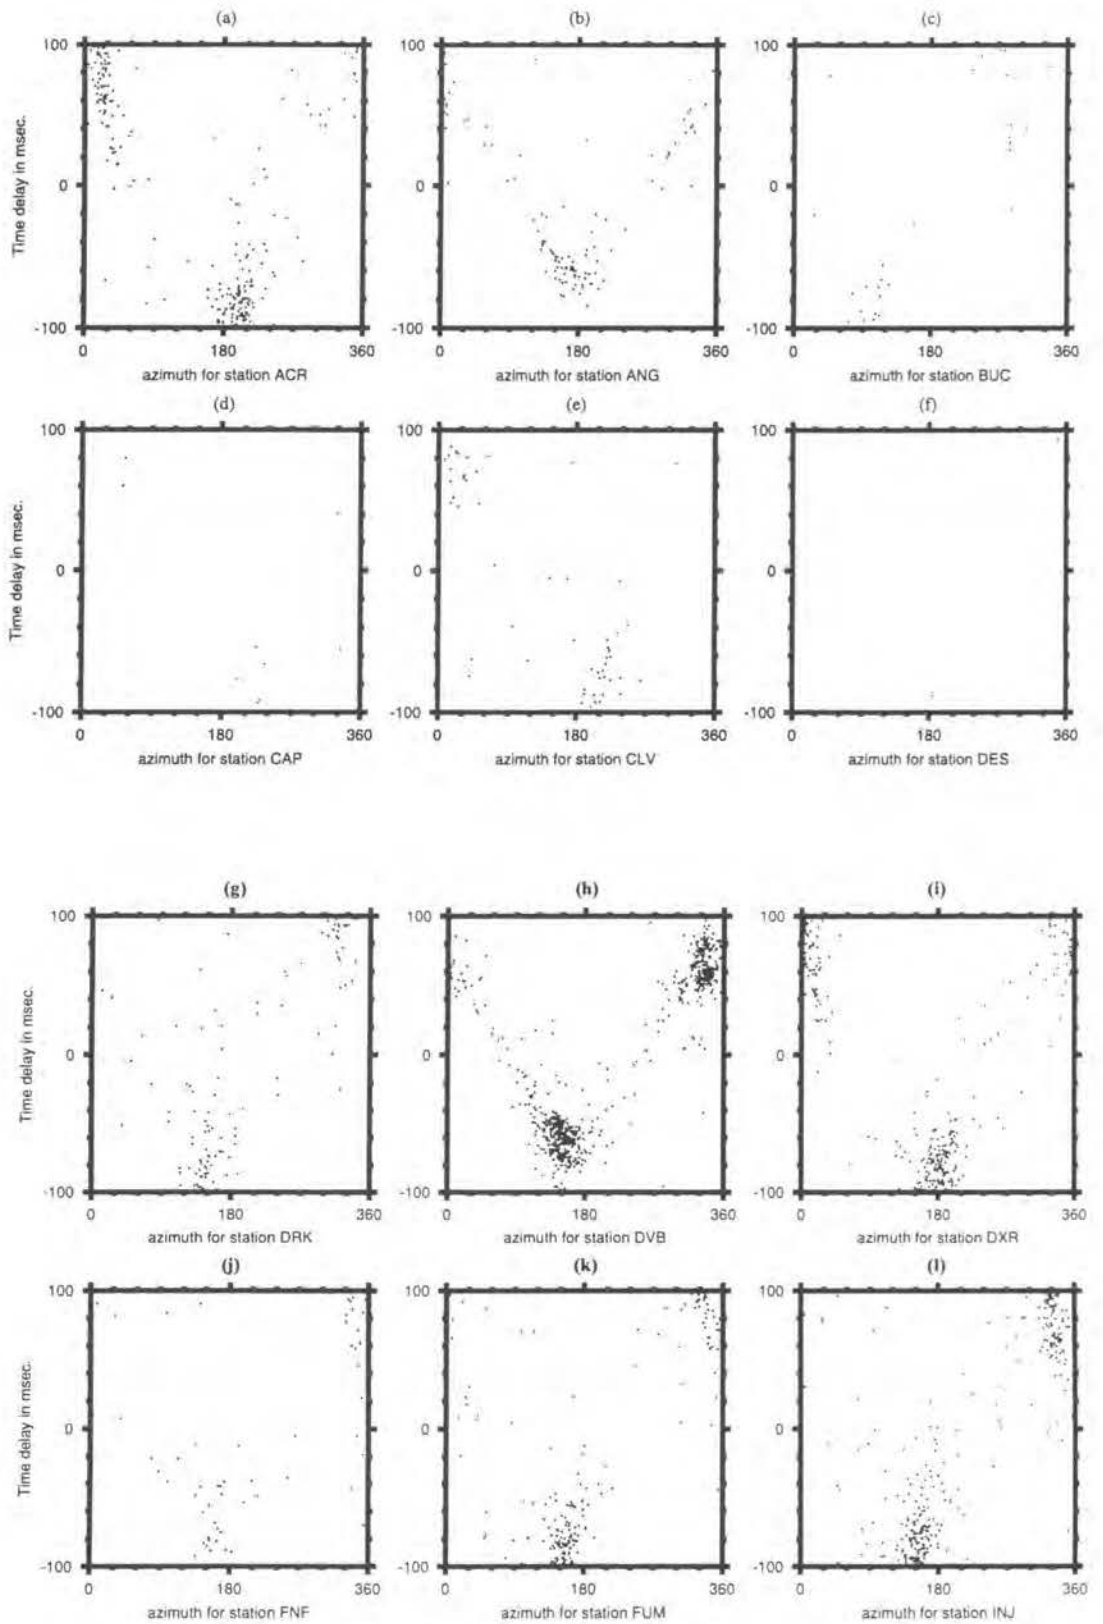 (a) (b) (c)
100 100 100
Time delay in msec.
0 0 0
-100 -100 -100
0 180 360 0 180 360 0 180 360
azimuth for station ACR azimuth for station ANG azimuth for station BUC
(d) (e) (f)
100 100 100
Time delay in msec.
0 0 0
-100 -100 -100
0 180 360 0 180 360 0 180 360
azimuth for station CAP azimuth for station CLV azimuth for station DES
(g) (h) (i)
100 100 100
Time delay in msec.
0 0 0
-100 -100 -100
0 180 360 0 180 360 0 180 360
azimuth for station DRK azimuth for station DVB azimuth for station DXR
(j) (k) (l)
100 100 100
Time delay in msec.
0 0 0
-100 -100 -100
0 180 360 0 180 360 0 180 360
azimuth for station FNF azimuth for station FUM azimuth for station INJ